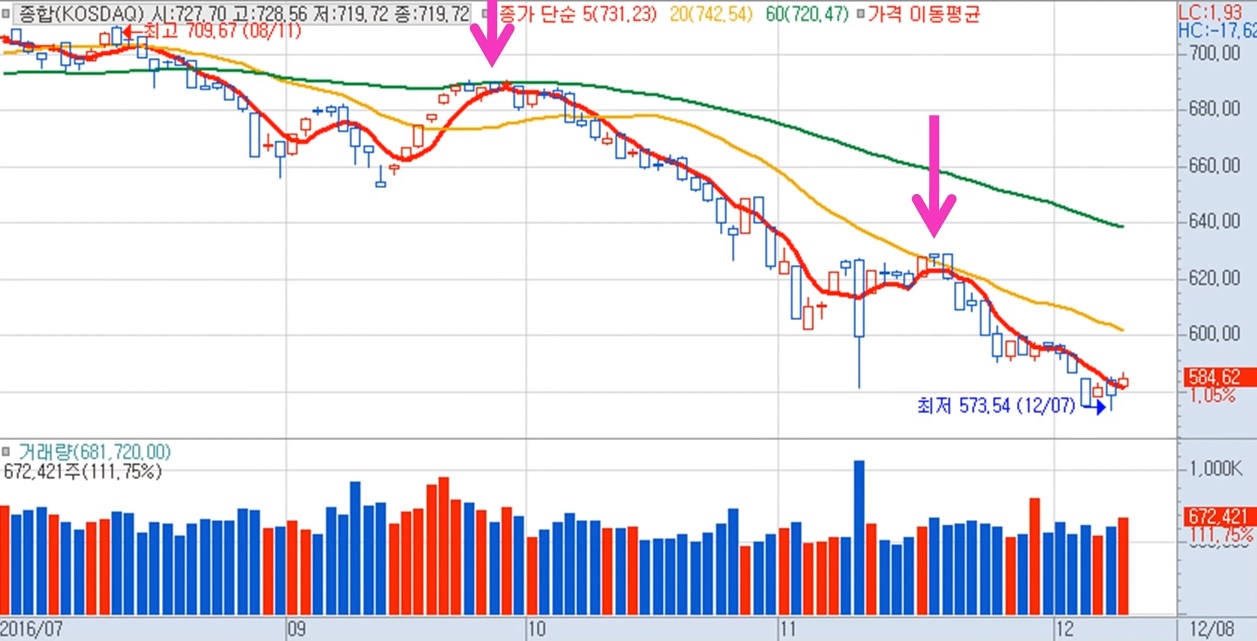 종합(KOSDAQ) 시:727.70 고:728.56 저:719.72 종:719.72 종가 단순 5(731.23) 20(742.54) 60(720.47) 가격 이동평균
LC:1.93
HC:-17.62
최고 709.67 (08/11)
700.00
680.00
660.00
640.00
620.00
600.00
584.62
1.05%
최저 573.54 (12/07)
거래량(681,720.00)
672,421주(111.75%)
1,000K
672,421
111.75%
2016/07 09 10 11 12 12/08